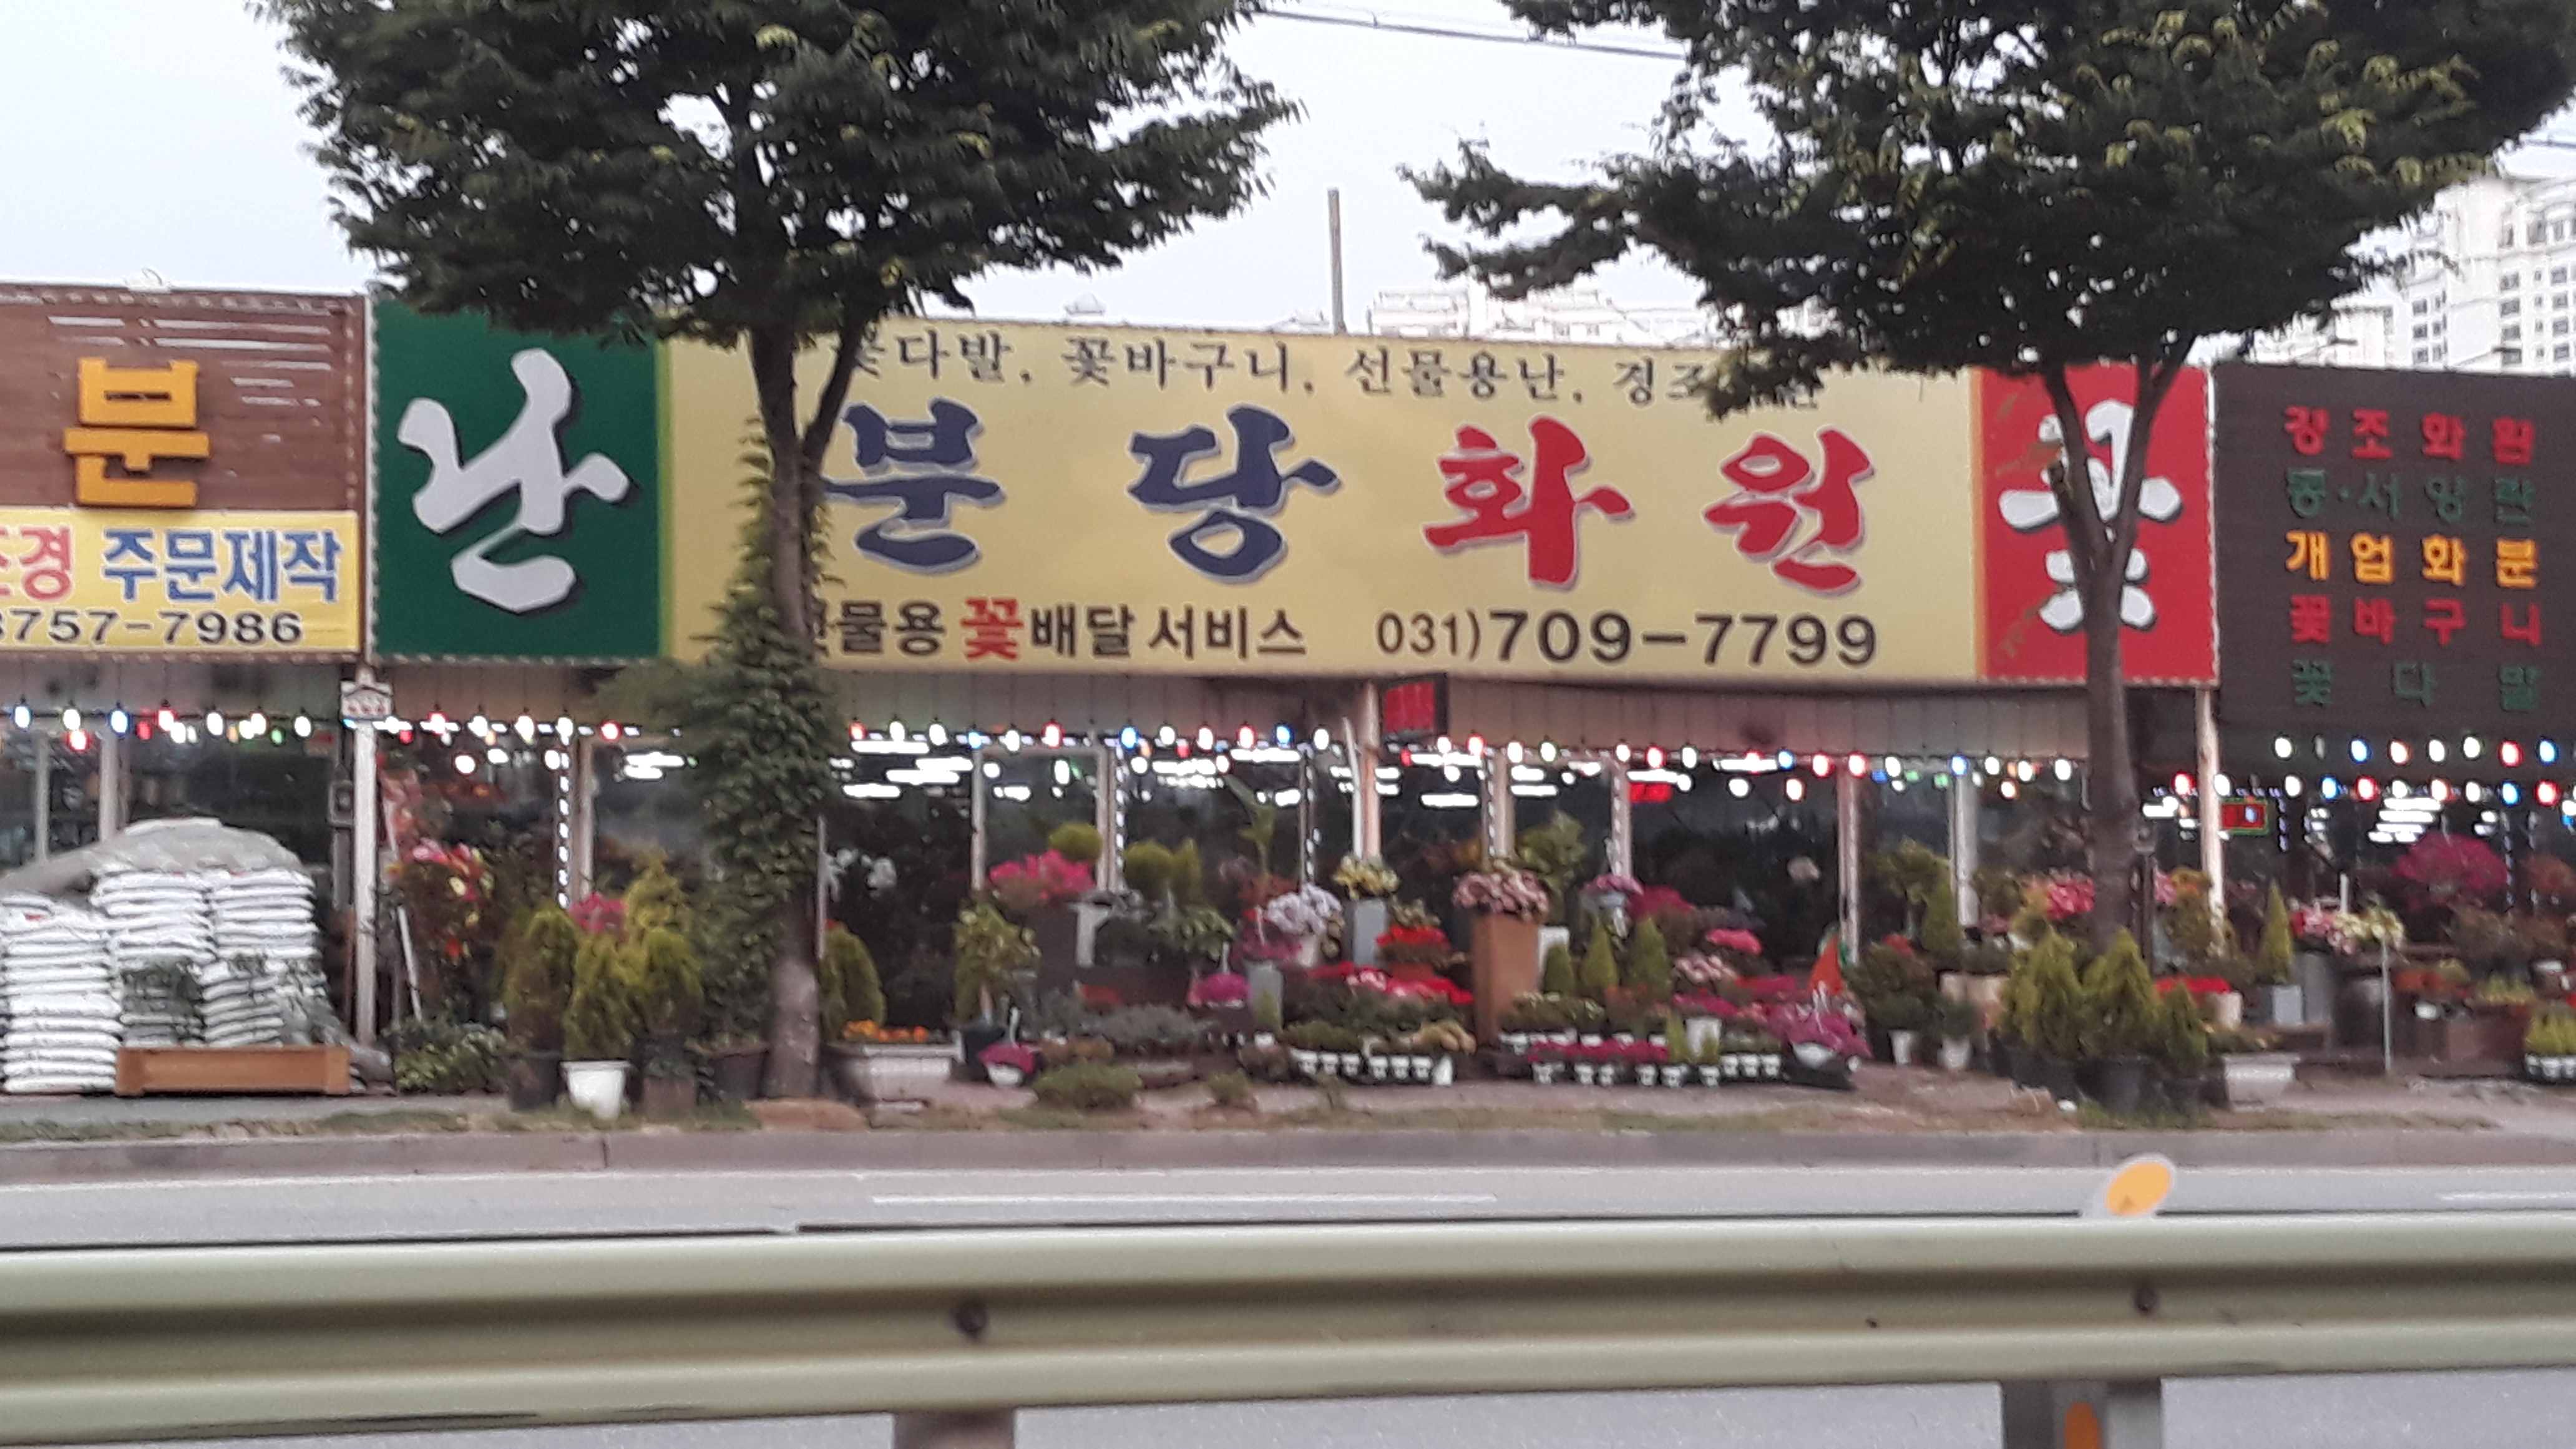 분
조경 주문제작
757-7986
난
꽃다발, 꽃바구니, 선물용난, 경조
분당화원
선물용 꽃배달서비스 031)709-7799
꽃
경조화환
동·서양란
개업화분
꽃바구니
꽃다발